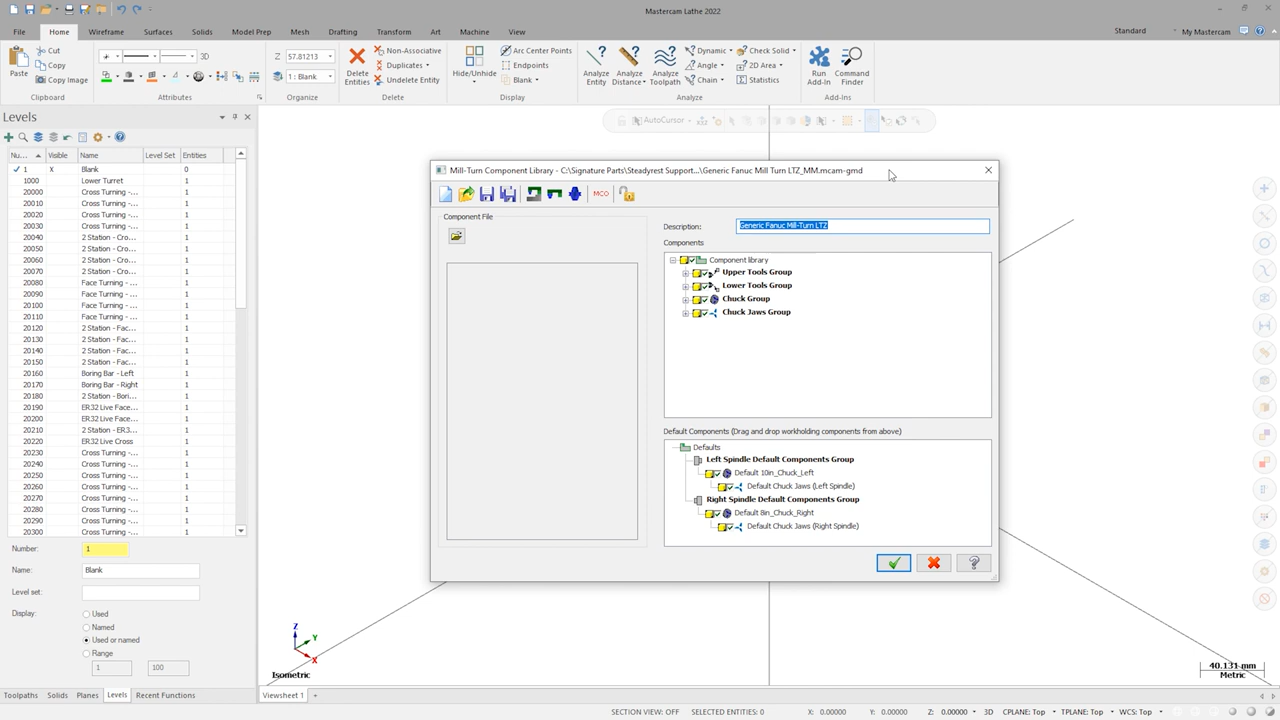 Mastercam Lathe 2022
File Home Wireframe Surfaces Solids Model Prep Mesh Drafting Transform Art Machine View Standard My Mastercam
Paste Cut Copy Copy Image
Clipboard
3D
Attributes
Z 57.81213
1 : Blank
Organize
Delete Entities
Non-Associative
Duplicates
Undelete Entity
Delete
Hide/Unhide
Arc Center Points
Endpoints
Blank
Display
Analyze Entity
Analyze Distance
Analyze Toolpath
Dynamic
Angle
Chain
Check Solid
2D Area
Statistics
Analyze
Run Add-In
Command Finder
Add-Ins
AutoCursor
Levels
Nu... Visible Name Level Set Entities
1 X Blank 0
1000 Lower Turret 1
20000 Cross Turning -... 1
20010 Cross Turning -... 1
20020 Cross Turning -... 1
20030 Cross Turning -... 1
20040 2 Station - Cro... 1
20050 2 Station - Cro... 1
20060 2 Station - Cro... 1
20070 2 Station - Cro... 1
20080 Face Turning -... 1
20090 Face Turning -... 1
20100 Face Turning -... 1
20110 Face Turning -... 1
20120 2 Station - Fac... 1
20130 2 Station - Fac... 1
20140 2 Station - Fac... 1
20150 2 Station - Fac... 1
20160 Boring Bar - Left 1
20170 Boring Bar - Right 1
20180 2 Station - Bori... 1
20190 ER32 Live Face... 1
20200 ER32 Live Face... 1
20210 2 Station - ER3... 1
20220 ER32 Live Cross 1
20230 Cross Turning -... 1
20240 Cross Turning -... 1
20250 Cross Turning -... 1
20260 Cross Turning -... 1
20270 Cross Turning -... 1
20280 Cross Turning -... 1
20290 Cross Turning -... 1
20300 Cross Turning -... 1
Number: 1
Name: Blank
Level set:
Display: Used
Named
Used or named
Range
1 100
Toolpaths Solids Planes Levels Recent Functions
Mill-Turn Component Library - C:\Signature Parts\Steadyrest Support...\Generic Fanuc Mill Turn LTZ_MM.mcam-gmd
MCO
Component File
Description: Generic Fanuc Mill-Turn LTZ
Components
Component library
Upper Tools Group
Lower Tools Group
Chuck Group
Chuck Jaws Group
Default Components (Drag and drop workholding components from above)
Defaults
Left Spindle Default Components Group
Default 10in_Chuck_Left
Default Chuck Jaws (Left Spindle)
Right Spindle Default Components Group
Default 8in_Chuck_Right
Default Chuck Jaws (Right Spindle)
Z
Y
X
Isometric
40.131 mm
Metric
Viewsheet 1
SECTION VIEW: OFF SELECTED ENTITIES: 0 X: 0.00000 Y: 0.00000 Z: 0.00000 3D CPLANE: Top TPLANE: Top WCS: Top